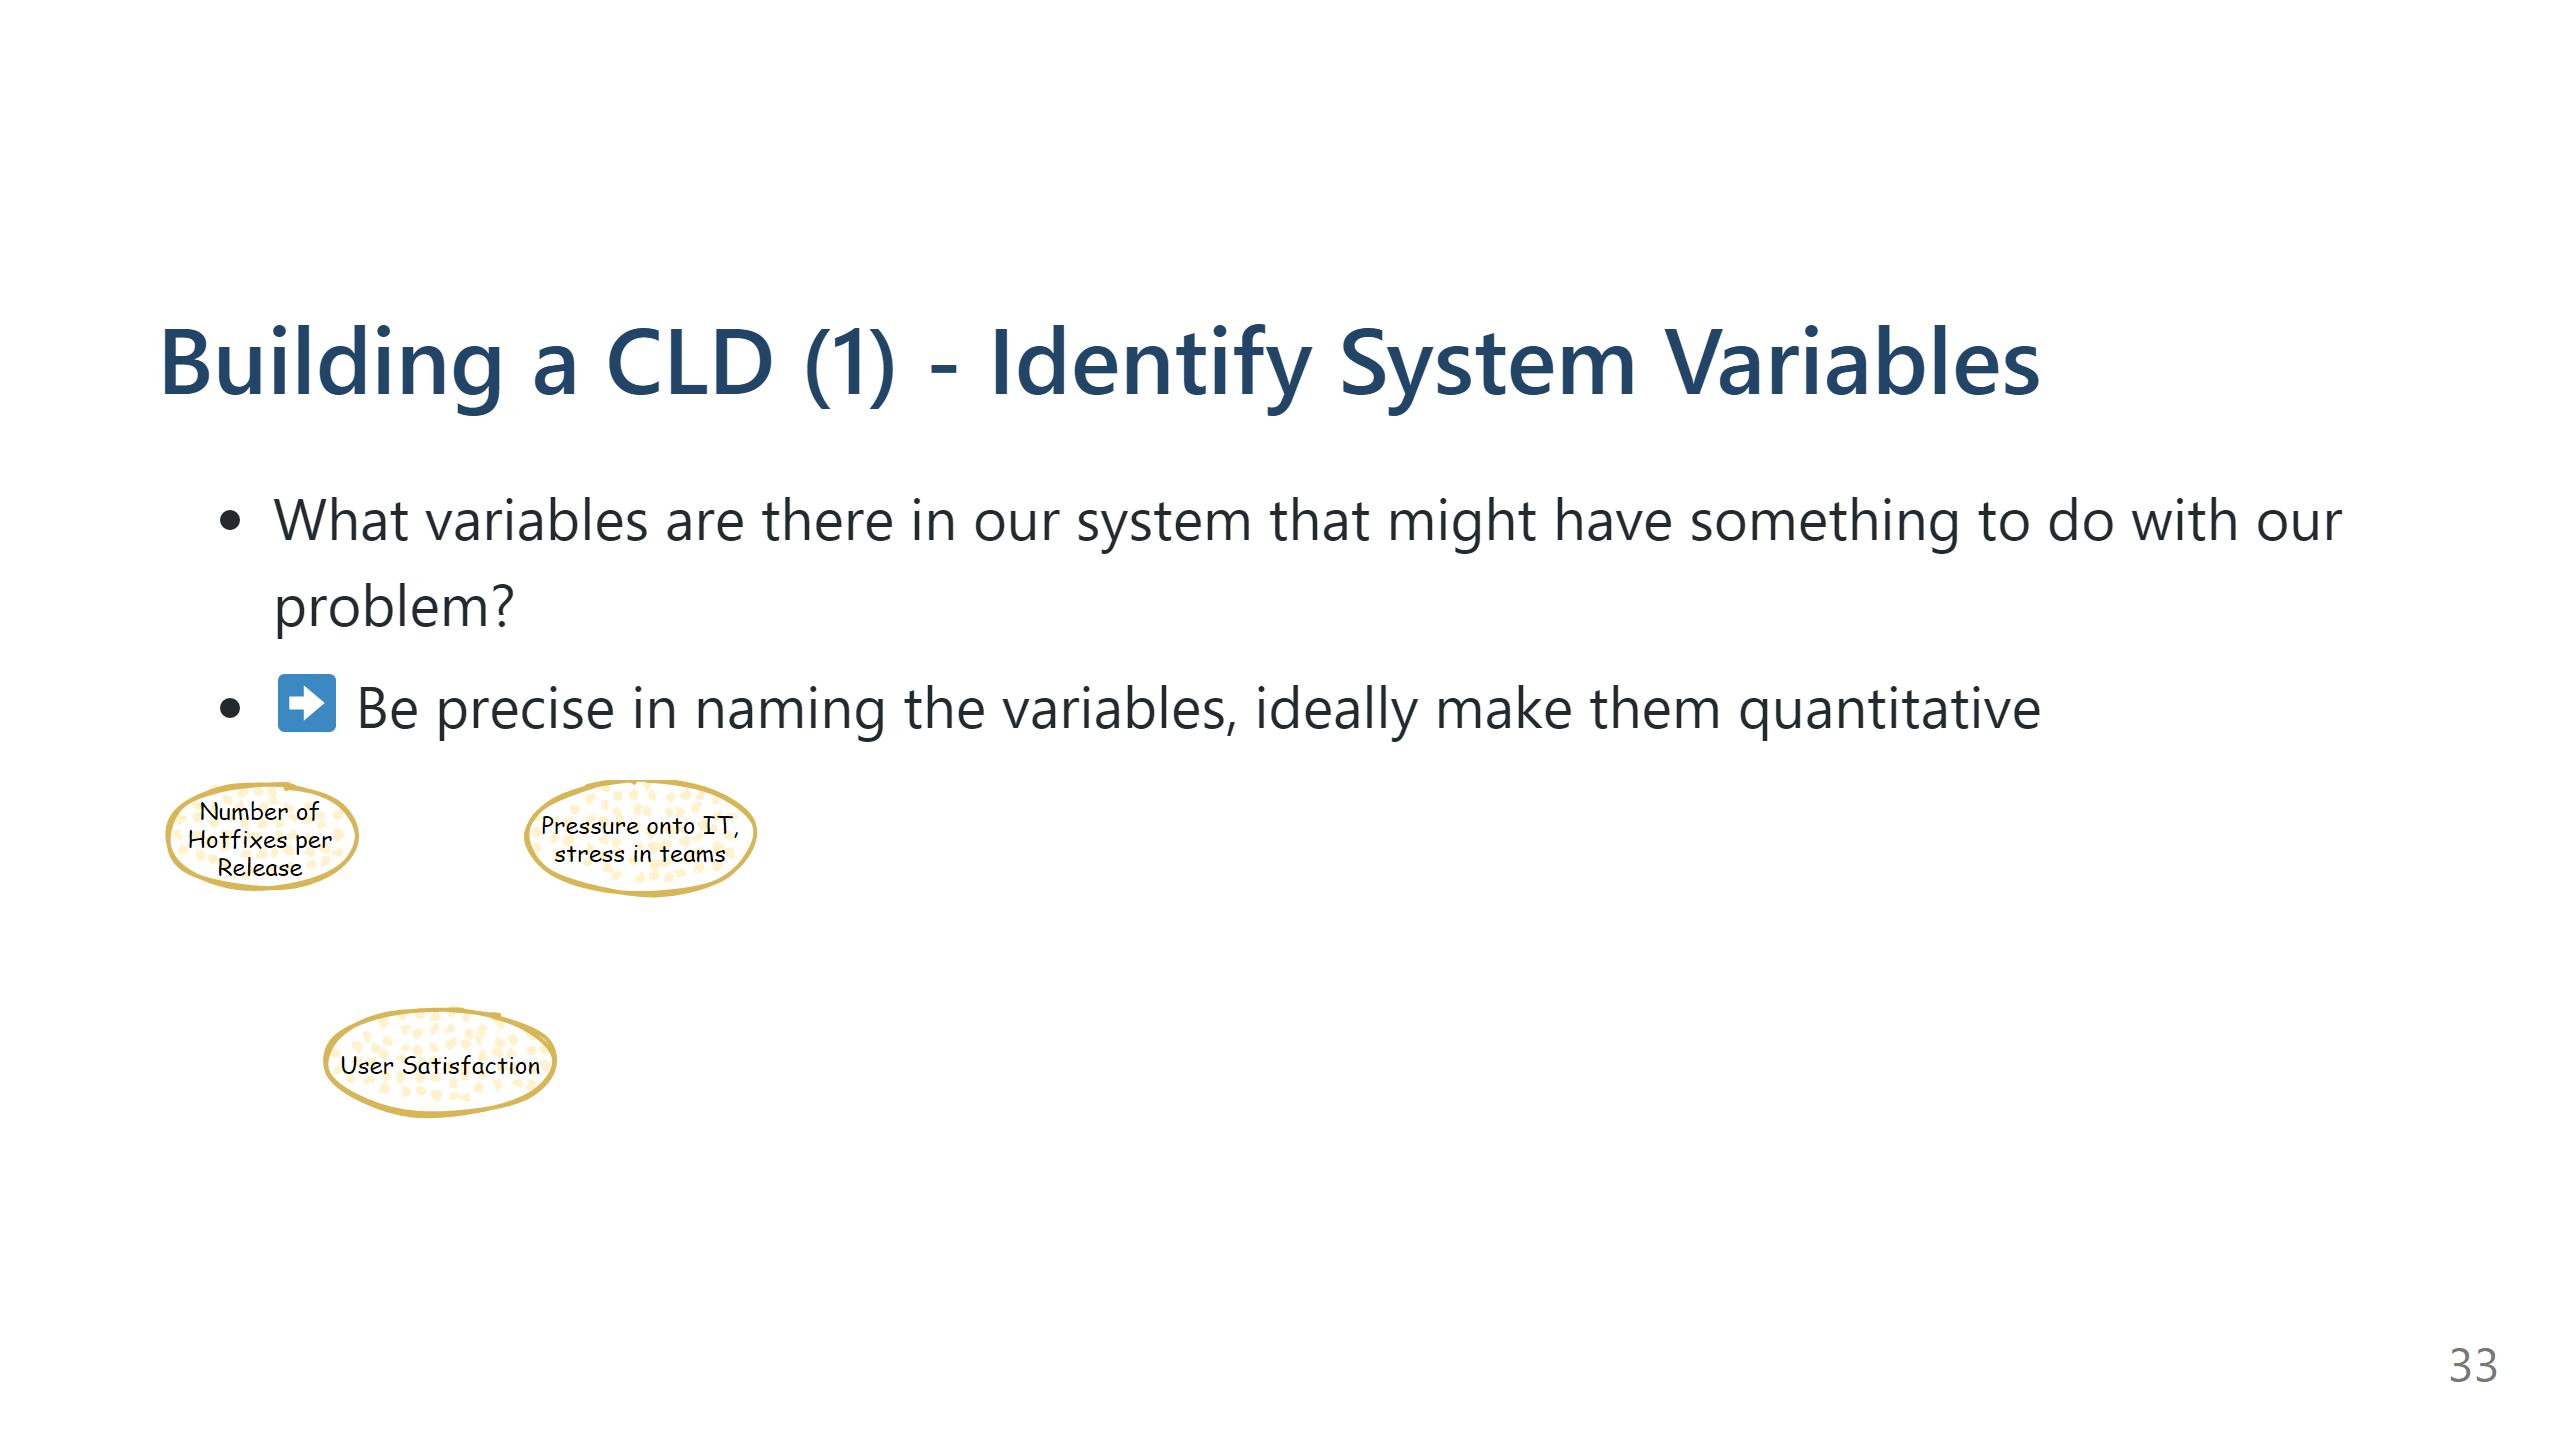 Building a CLD (1) - Identify System Variables
• What variables are there in our system that might have something to do with our
problem?
• ➡ Be precise in naming the variables, ideally make them quantitative
Number of
Hotfixes per
Release
Pressure onto IT,
stress in teams
User Satisfaction
33